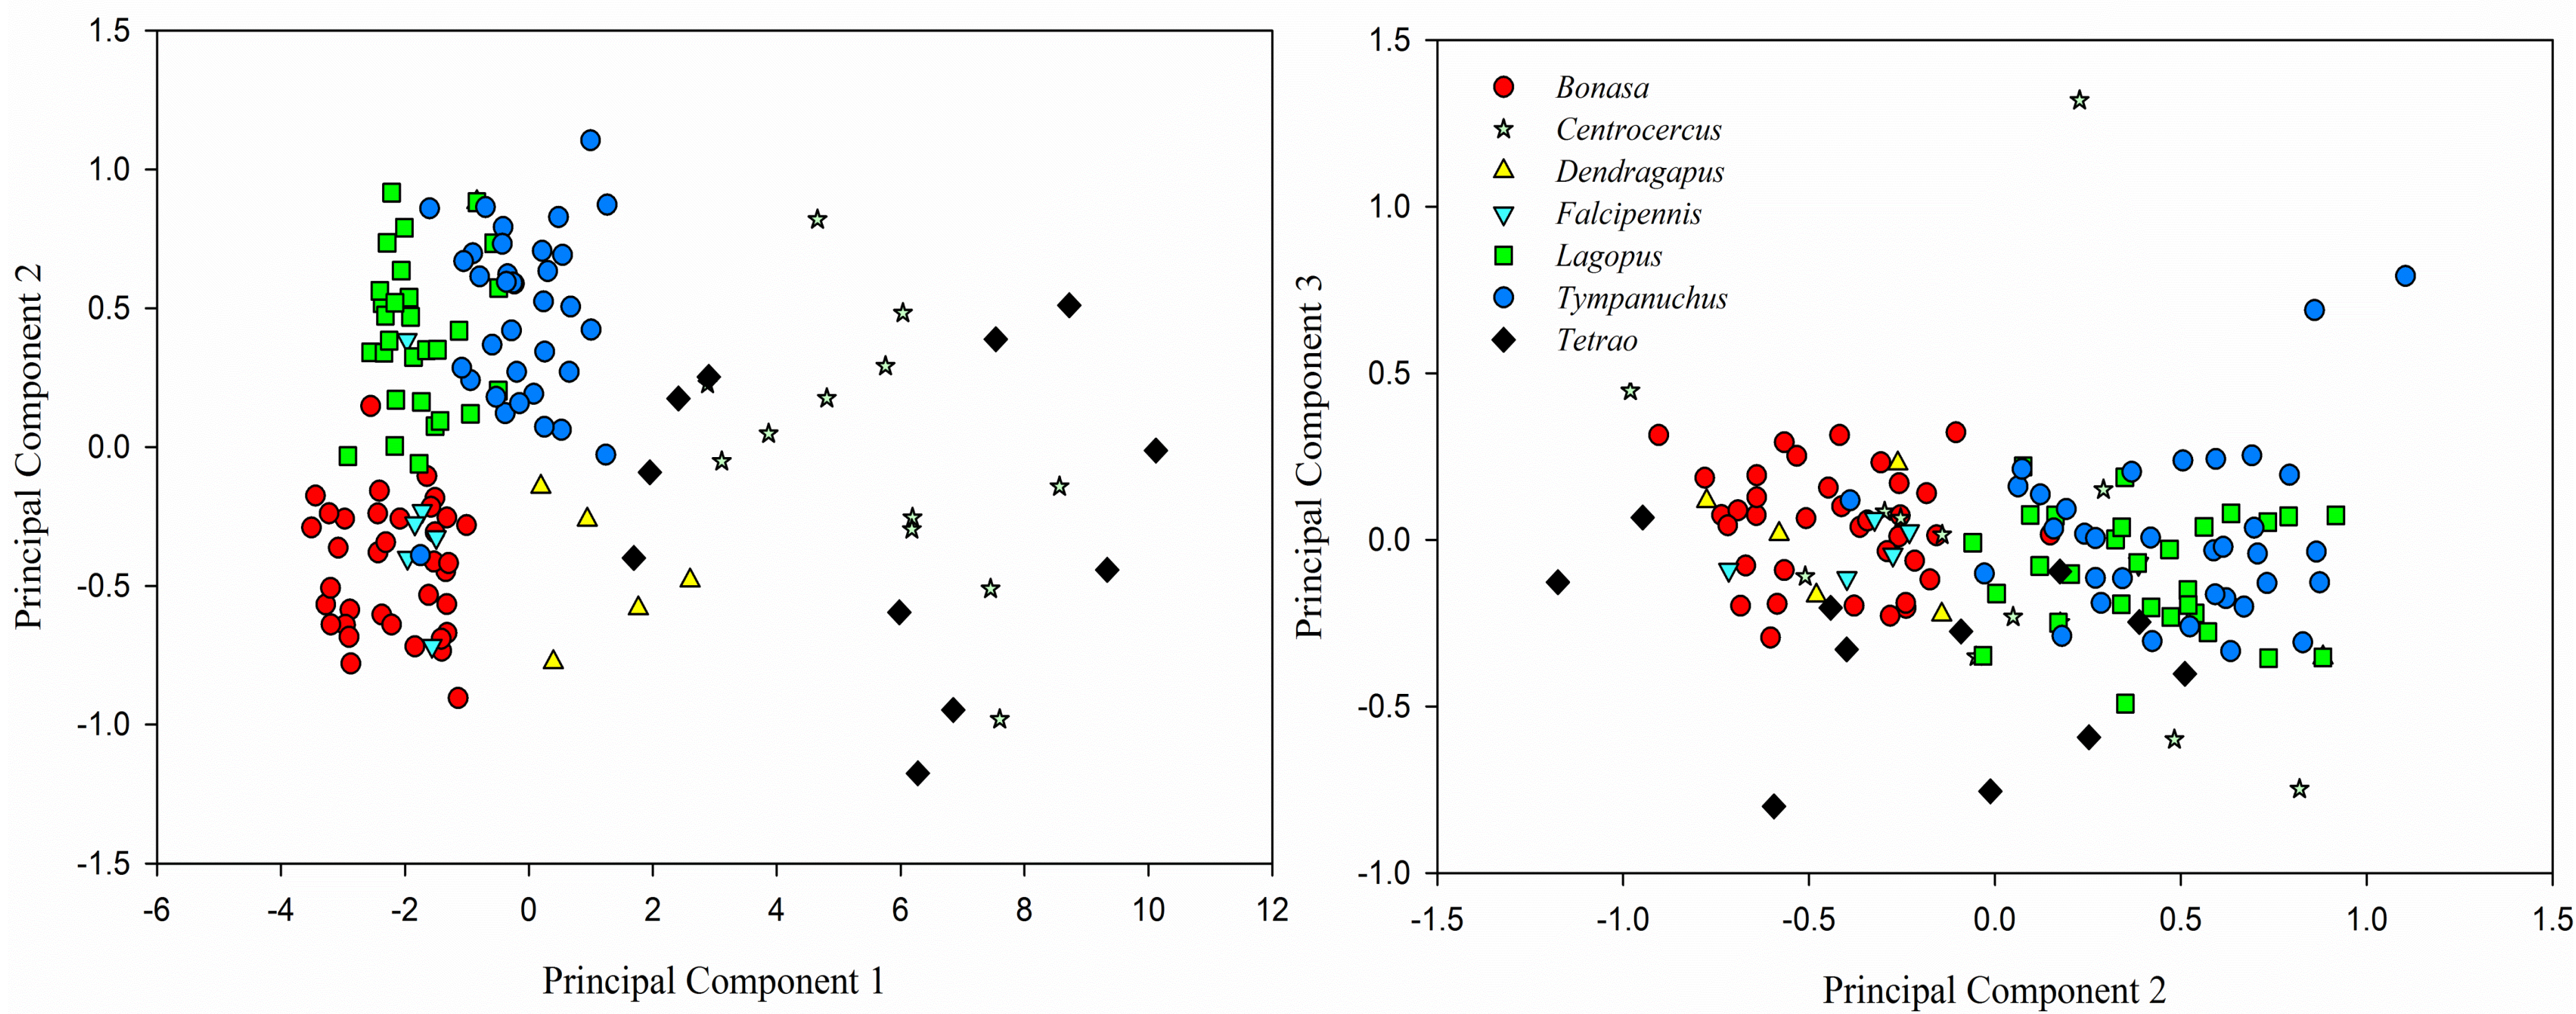 1.5
1.0
0.5
0.0
-0.5
-1.0
-1.5
Principal Component 2
-6 -4 -2 0 2 4 6 8 10 12
Principal Component 1
1.5
1.0
0.5
0.0
-0.5
-1.0
Principal Component 3
Bonasa
Centrocercus
Dendragapus
Falcipennis
Lagopus
Tympanuchus
Tetrao
-1.5 -1.0 -0.5 0.0 0.5 1.0 1.5
Principal Component 2